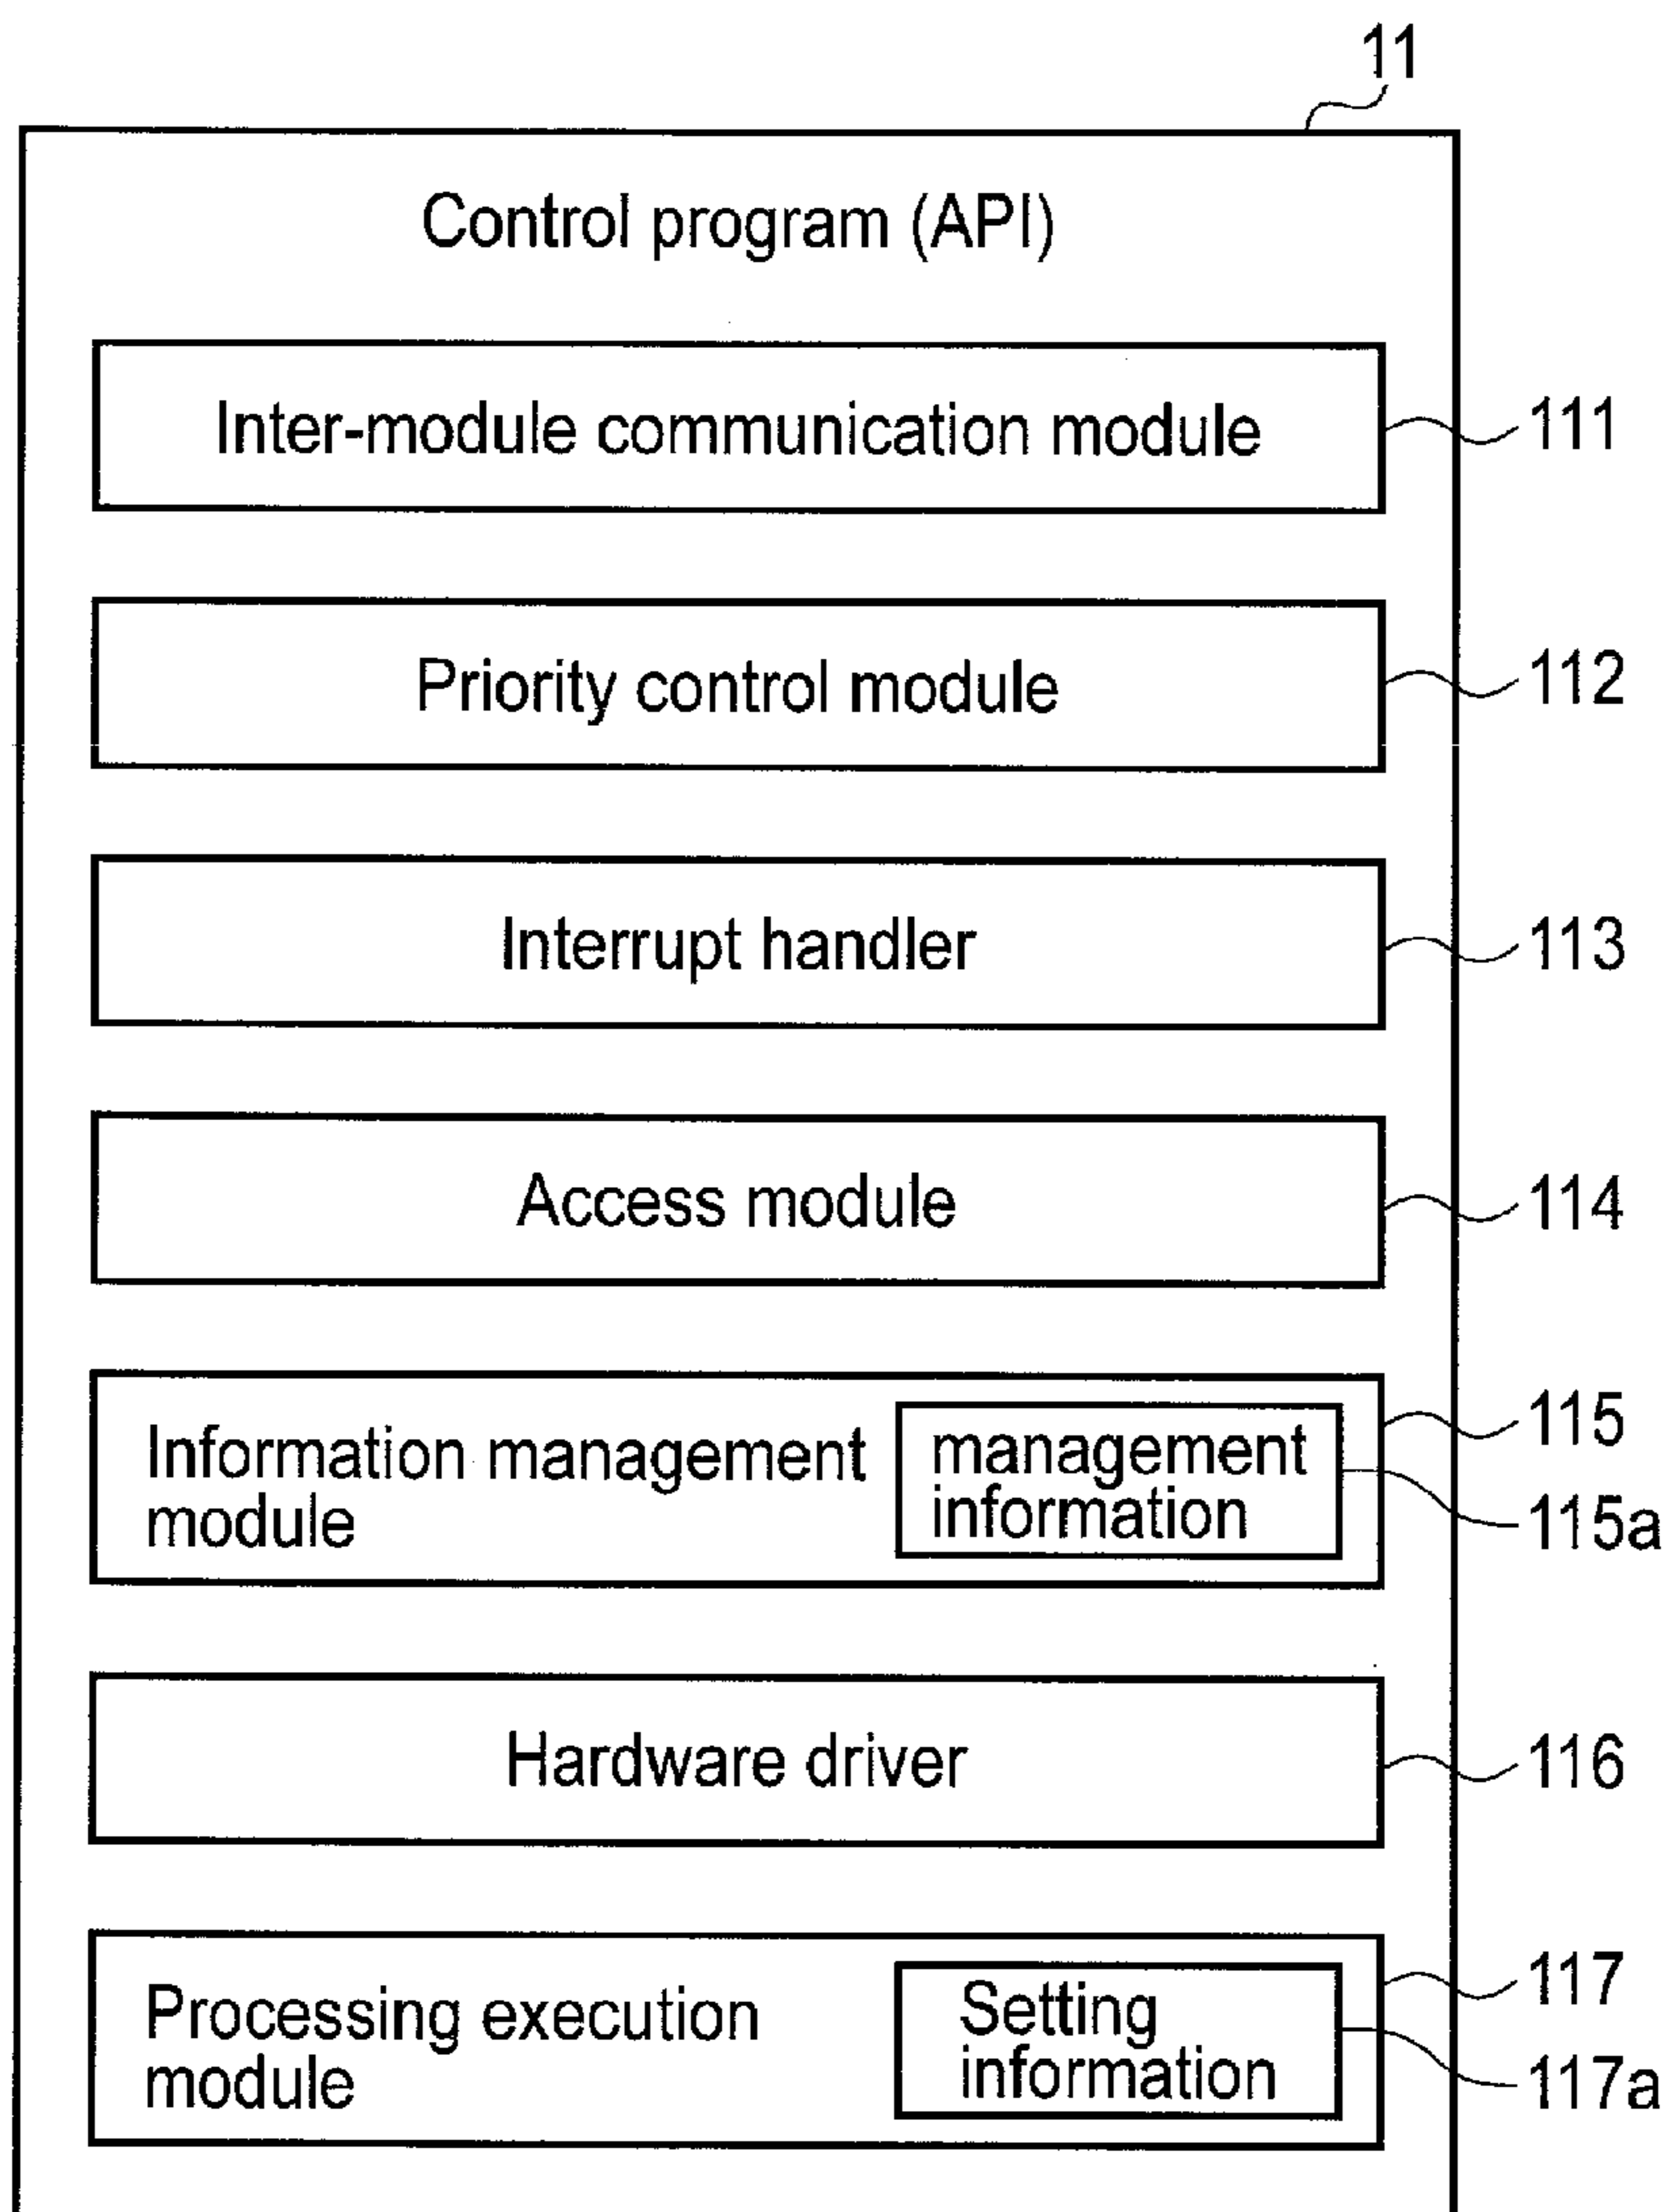 11
Control program (API)
Inter-module communication module
111
Priority control module
112
Interrupt handler
113
Access module
114
Information management
module
management
information
115
115a
Hardware driver
116
Processing execution
module
Setting
information
117
117a